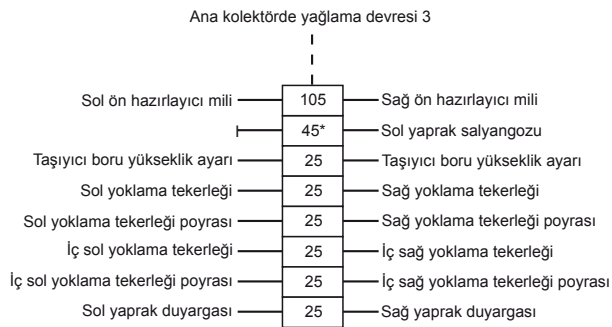 Ana kolektörde yağlama devresi 3
Sol ön hazırlayıcı mili 105 Sağ ön hazırlayıcı mili
45* Sol yaprak salyangozu
Taşıyıcı boru yükseklik ayarı 25 Taşıyıcı boru yükseklik ayarı
Sol yoklama tekerleği 25 Sağ yoklama tekerleği
Sol yoklama tekerleği poyrası 25 Sağ yoklama tekerleği poyrası
İç sol yoklama tekerleği 25 İç sağ yoklama tekerleği
İç sol yoklama tekerleği poyrası 25 İç sağ yoklama tekerleği poyrası
Sol yaprak duyargası 25 Sağ yaprak duyargası